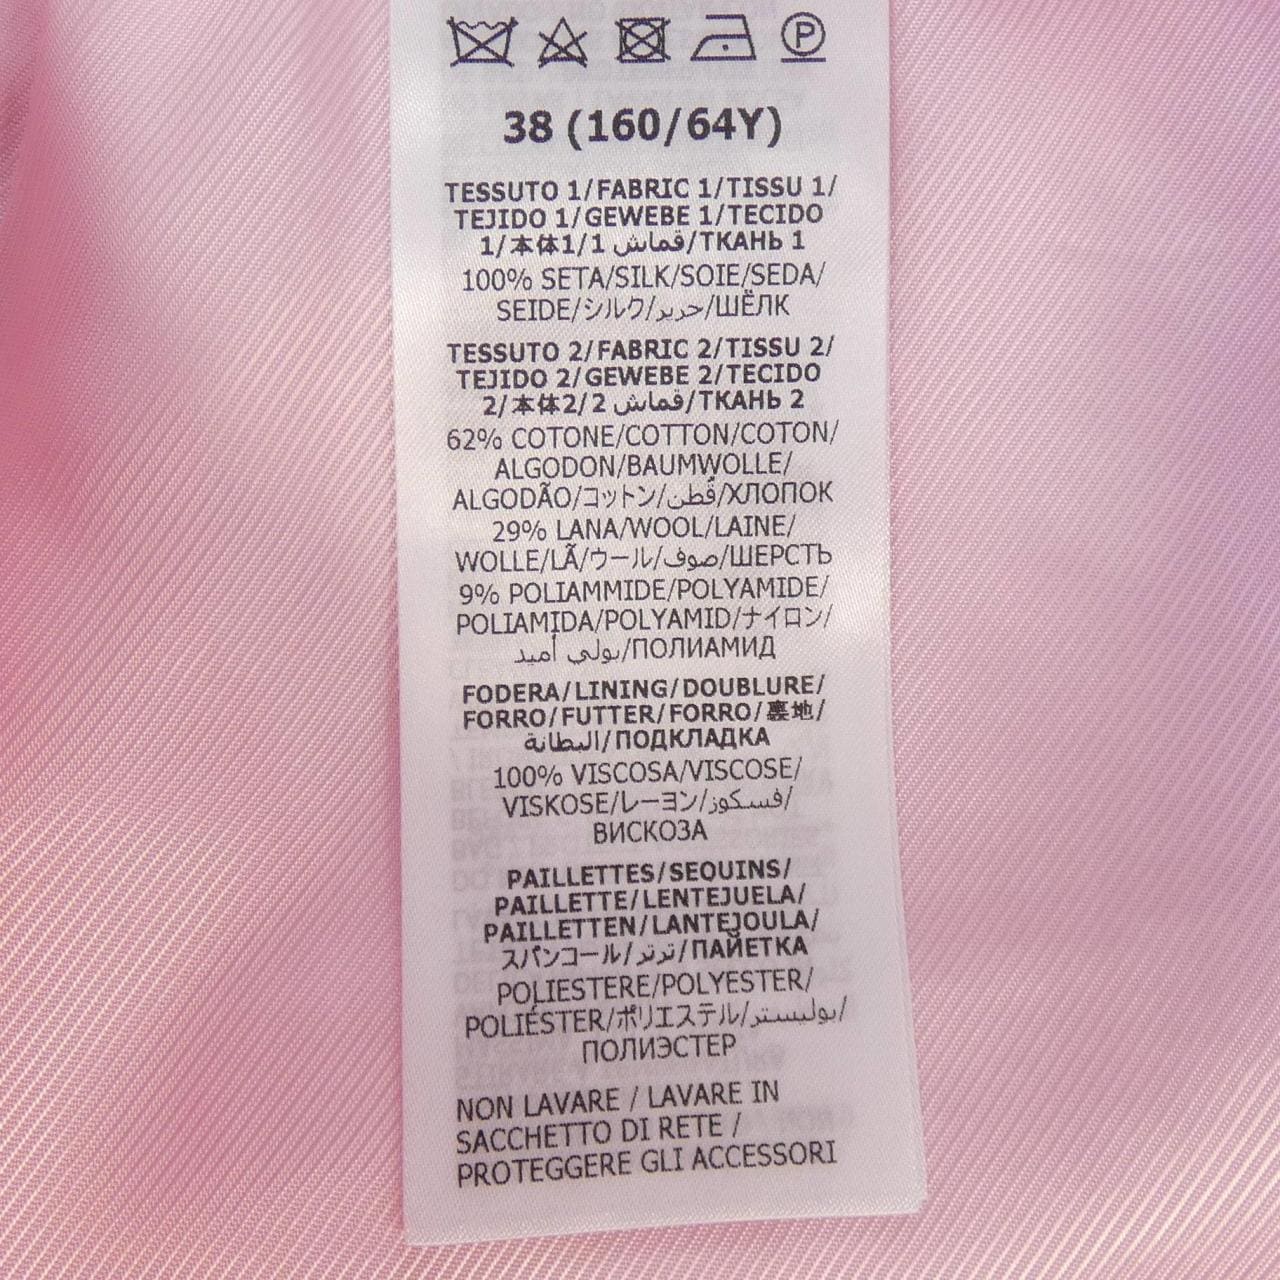 38 (160/64Y)
TESSUTO 1/FABRIC 1/TISSU 1/
TEJIDO 1/GEWEBE 1/TECIDO
1/本体1/1 قماش/ТКАНЬ 1
100% SETA/SILK/SOIE/SEDA/
SEIDE/シルク/حرير/ШЁЛК
TESSUTO 2/FABRIC 2/TISSU 2/
TEJIDO 2/GEWEBE 2/TECIDO
2/本体2/2 قماش/ТКАНЬ 2
62% COTONE/COTTON/COTON/
ALGODON/BAUMWOLLE/
ALGODÃO/コットン/قُطن/ХЛОПОК
29% LANA/WOOL/LAINE/
WOLLE/LÃ/ウール/صوف/ШЕРСТЬ
9% POLIAMMIDE/POLYAMIDE/
POLIAMIDA/POLYAMID/ナイロン/
بولي أميد/ПОЛИАМИД
FODERA/LINING/DOUBLURE/
FORRO/FUTTER/FORRO/裏地/
البطانة/ПОДКЛАДКА
100% VISCOSA/VISCOSE/
VISKOSE/レーヨン/فسكوز/
ВИСКОЗА
PAILLETTES/SEQUINS/
PAILLETTE/LENTEJUELA/
PAILLETTEN/LANTEJOULA/
スパンコール/ترتر/ПАЙЕТКА
POLIESTERE/POLYESTER/
POLIÉSTER/ポリエステル/بوليستر/
ПОЛИЭСТЕР
NON LAVARE / LAVARE IN
SACCHETTO DI RETE /
PROTEGGERE GLI ACCESSORI